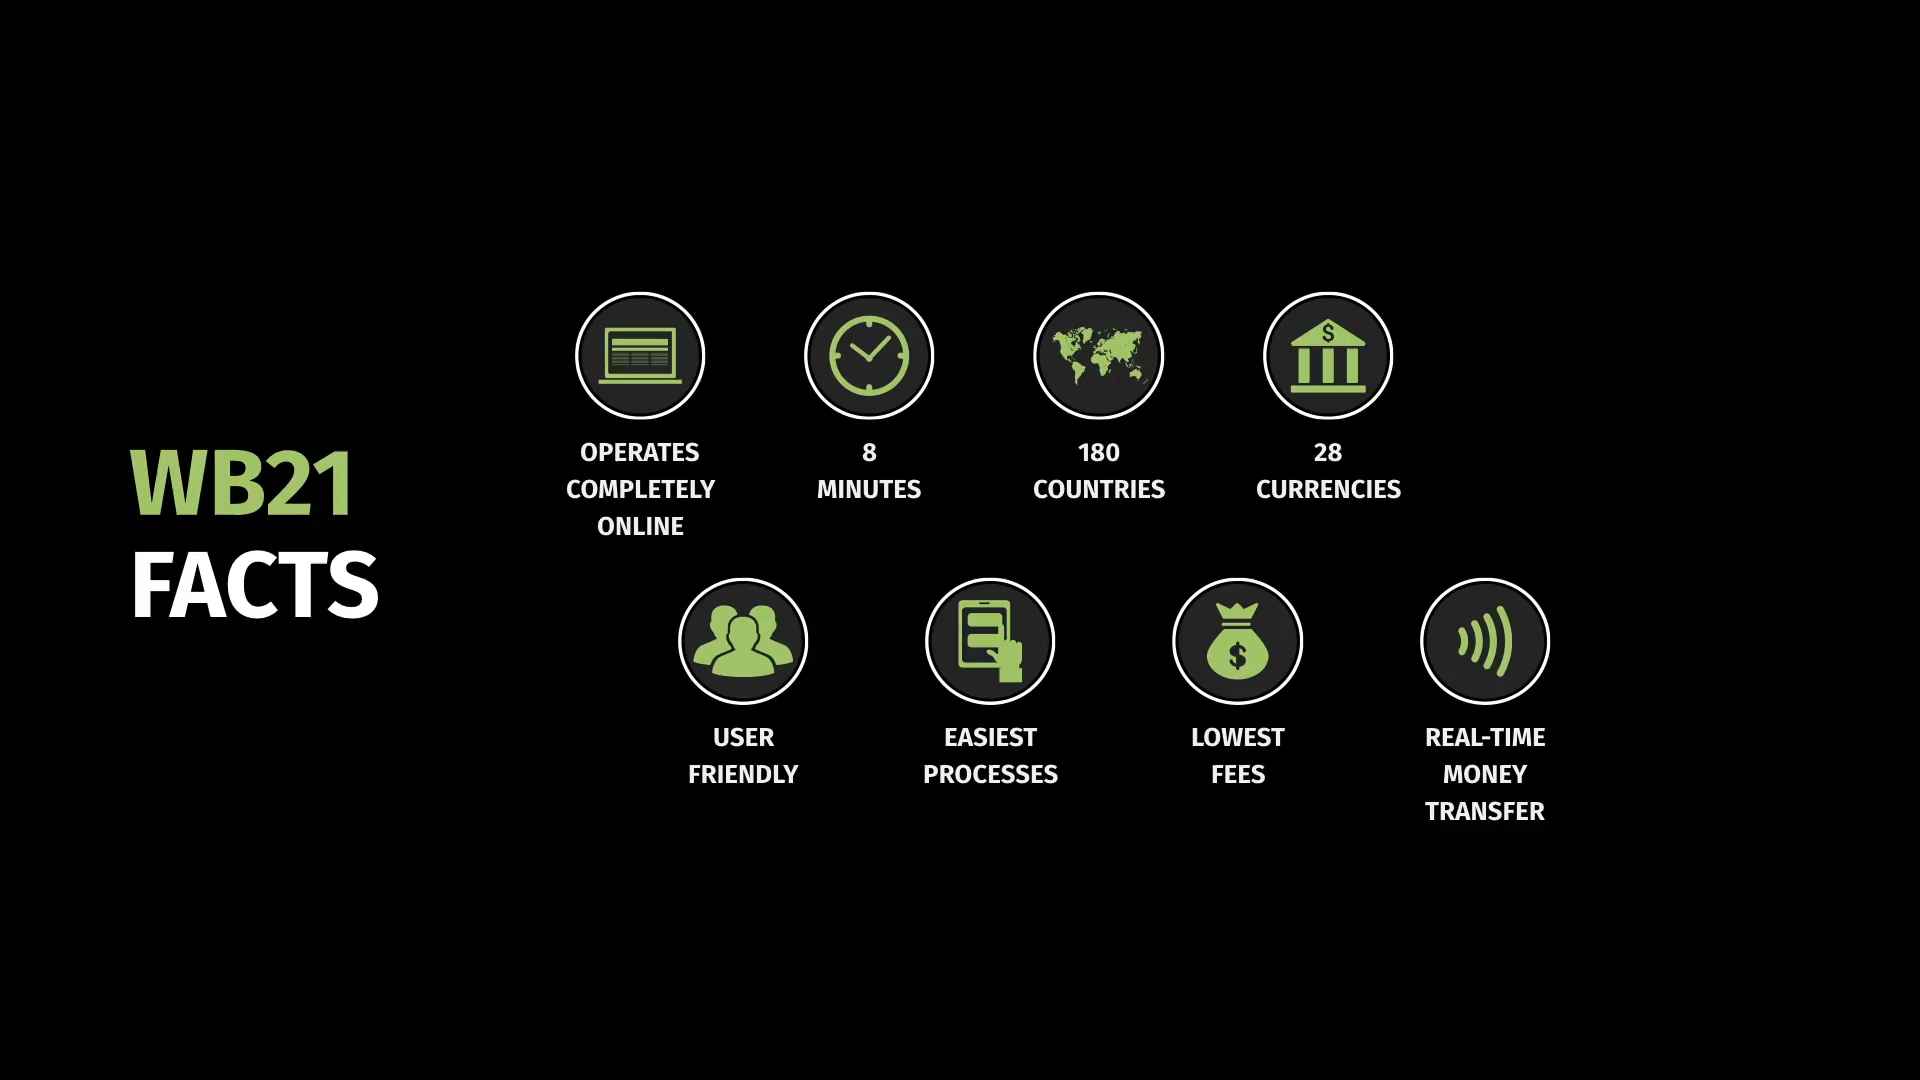 WB21
FACTS
OPERATES
COMPLETELY
ONLINE
8
MINUTES
180
COUNTRIES
$
28
CURRENCIES
USER
FRIENDLY
EASIEST
PROCESSES
$
LOWEST
FEES
REAL-TIME
MONEY
TRANSFER